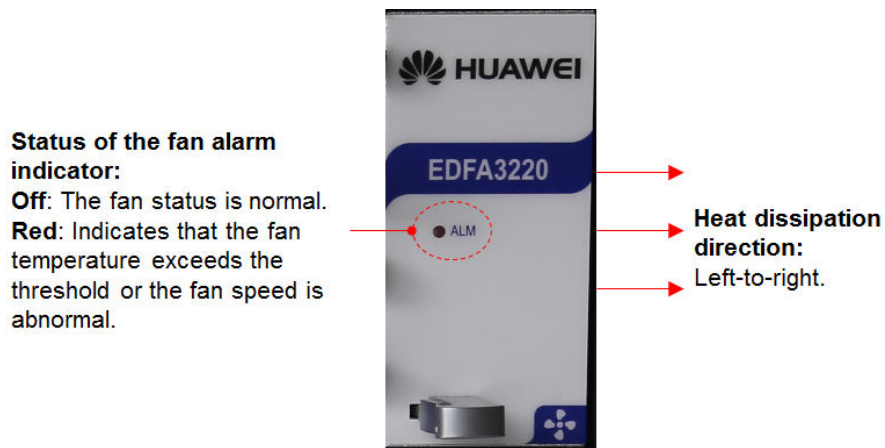 HUAWEI
EDFA3220
ALM
Status of the fan alarm
indicator:
Off: The fan status is normal.
Red: Indicates that the fan
temperature exceeds the
threshold or the fan speed is
abnormal.
Heat dissipation
direction:
Left-to-right.